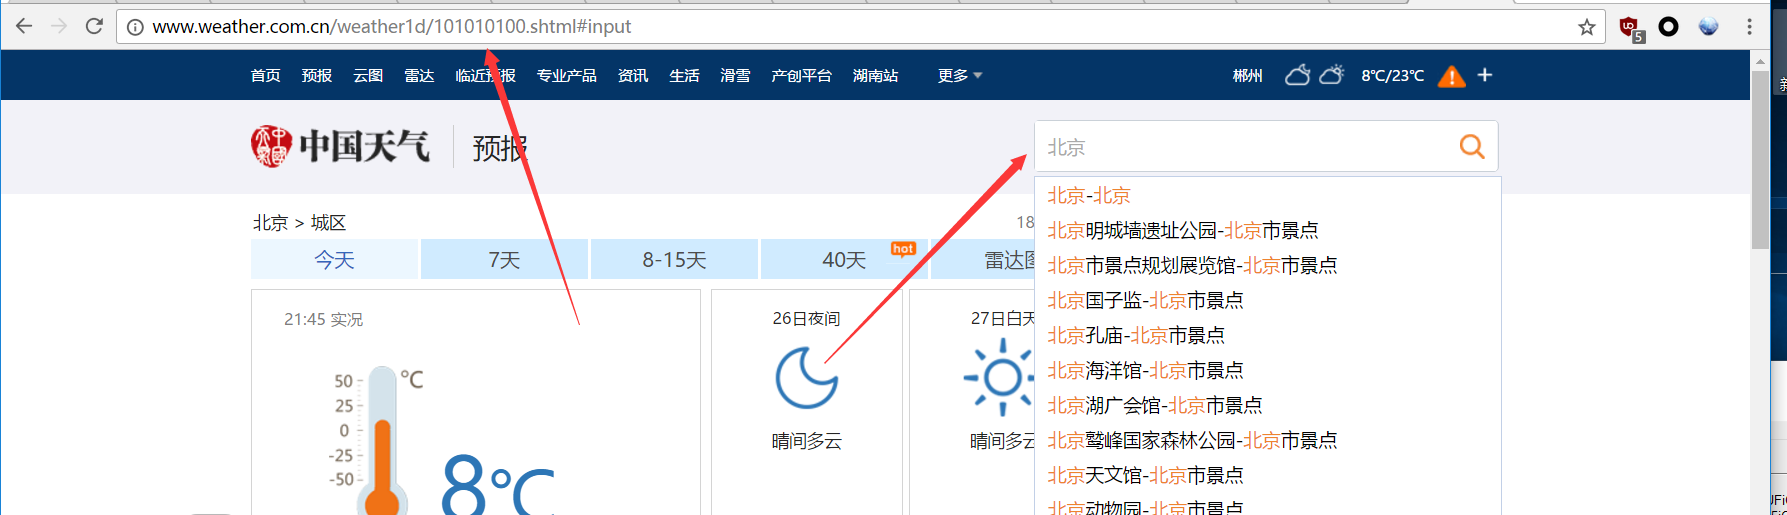 www.weather.com.cn/weather1d/101010100.shtml#input
5
首页 预报 云图 雷达 临近预报 专业产品 资讯 生活 滑雪 产创平台 湖南站 更多 郴州 8℃/23℃
中国天气 预报
北京
北京-北京
北京 > 城区
18
北京明城墙遗址公园-北京市景点
今天 7天 8-15天 40天 hot 雷达图
北京市景点规划展览馆-北京市景点
北京国子监-北京市景点
21:45 实况
26日夜间
27日白天
北京孔庙-北京市景点
北京海洋馆-北京市景点
北京湖广会馆-北京市景点
北京鹫峰国家森林公园-北京市景点
北京天文馆-北京市景点
北京动物园-北京市景点
℃
50
25
0
-25
-50
晴间多云
晴间多云
8℃